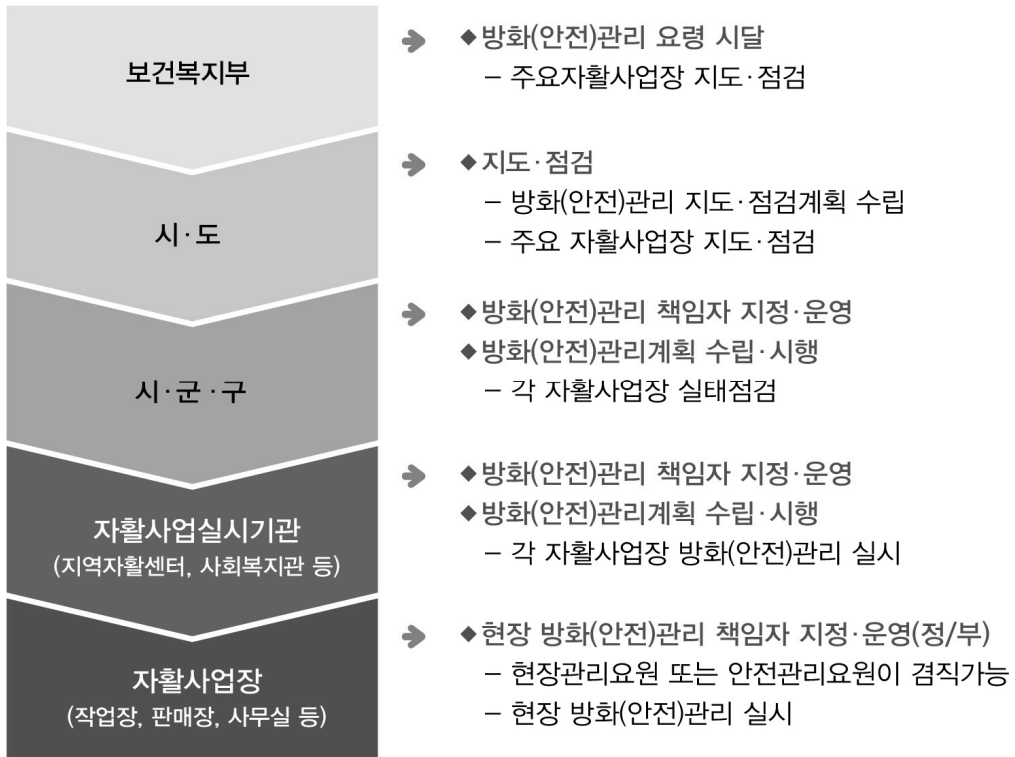 보건복지부
◆방화(안전)관리 요령 시달
– 주요자활사업장 지도·점검
시·도
◆지도·점검
– 방화(안전)관리 지도·점검계획 수립
– 주요 자활사업장 지도·점검
시·군·구
◆방화(안전)관리 책임자 지정·운영
◆방화(안전)관리계획 수립·시행
– 각 자활사업장 실태점검
자활사업실시기관
(지역자활센터, 사회복지관 등)
◆방화(안전)관리 책임자 지정·운영
◆방화(안전)관리계획 수립·시행
– 각 자활사업장 방화(안전)관리 실시
자활사업장
(작업장, 판매장, 사무실 등)
◆현장 방화(안전)관리 책임자 지정·운영(정/부)
– 현장관리요원 또는 안전관리요원이 겸직가능
– 현장 방화(안전)관리 실시